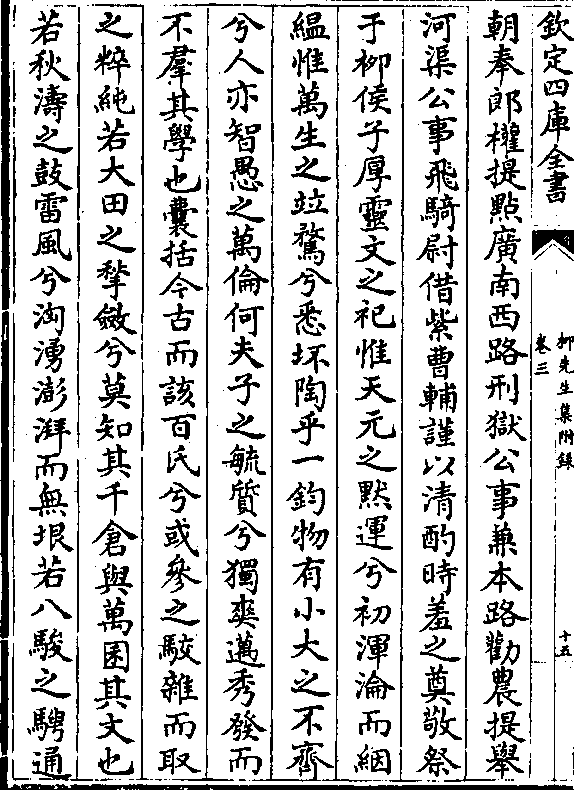 欽定四庫全書
柳先生集附錄
卷三
十五
朝奉郎權提點廣南西路刑獄公事兼本路勸農提舉
河渠公事飛騎尉借紫曹輔謹以清酌時羞之奠敬祭
于柳侯子厚靈文之祀惟天元之默運兮初渾淪而絪
緼惟萬生之竝騖兮悉坏陶乎一鈞物有小大之不齊
兮人亦智愚之萬倫何夫子之毓質兮獨爽邁秀發而
不羣其學也囊括今古而該百氏兮或參之駁雜而取
之粹純若大田之斂兮莫知其千倉與萬囷其文也
若秋濤之鼓雷風兮洶湧澎湃而無垠若八駿之騁通